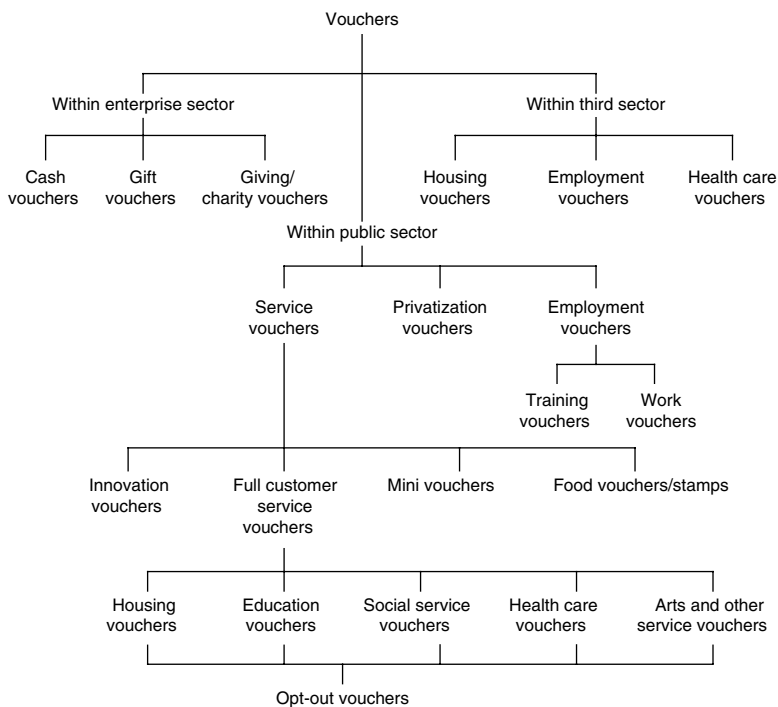 Vouchers
Within enterprise sector
Within third sector
Cash
vouchers
Gift
vouchers
Giving/
charity vouchers
Housing
vouchers
Employment
vouchers
Health care
vouchers
Within public sector
Service
vouchers
Privatization
vouchers
Employment
vouchers
Training
vouchers
Work
vouchers
Innovation
vouchers
Full customer
service
vouchers
Mini vouchers
Food vouchers/stamps
Housing
vouchers
Education
vouchers
Social service
vouchers
Health care
vouchers
Arts and other
service vouchers
Opt-out vouchers